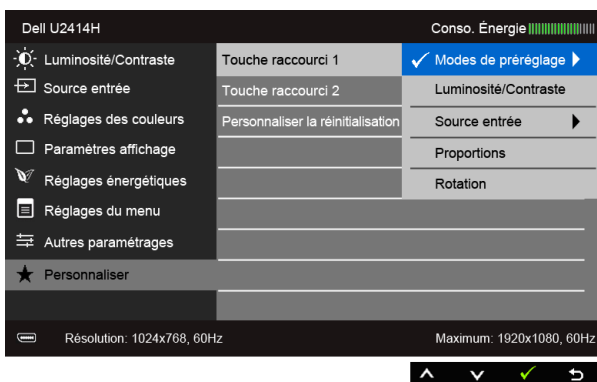 Dell U2414H
Conso. Énergie
Luminosité/Contraste
Source entrée
Réglages des couleurs
Paramètres affichage
Réglages énergétiques
Réglages du menu
Autres paramétrages
Personnaliser
Touche raccourci 1
Touche raccourci 2
Personnaliser la réinitialisation
Modes de préréglage
Luminosité/Contraste
Source entrée
Proportions
Rotation
Résolution: 1024x768, 60Hz
Maximum: 1920x1080, 60Hz